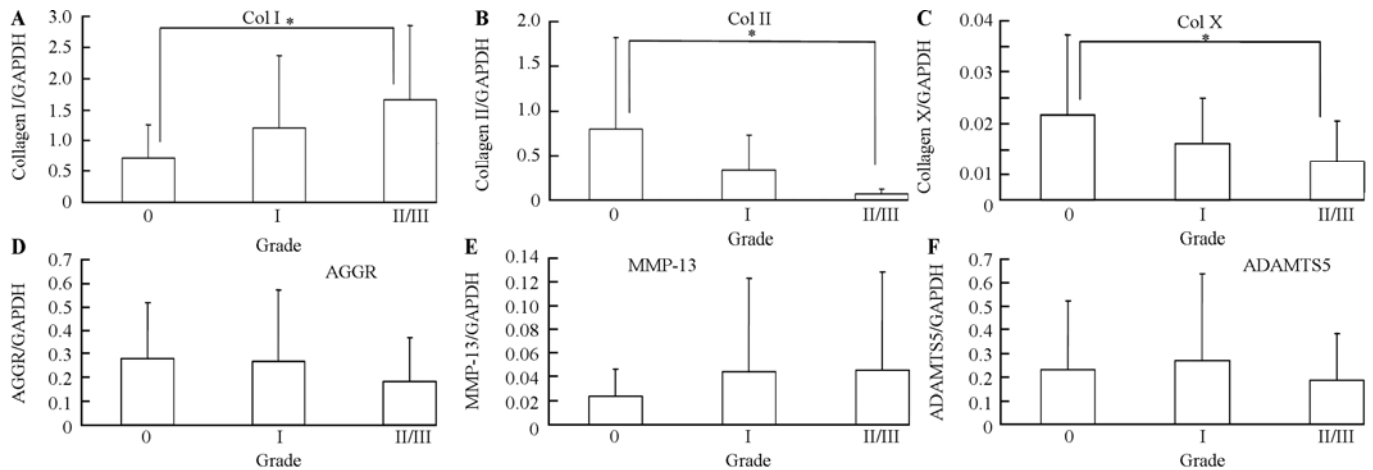 A
Col I
*
Collagen I/GAPDH
3.0
2.5
2.0
1.5
1.0
0.5
0
0 I II/III
Grade
B
Col II
*
Collagen II/GAPDH
2.0
1.5
1.0
0.5
0
0 I II/III
Grade
C
Col X
*
Collagen X/GAPDH
0.04
0.03
0.02
0.01
0
0 I II/III
Grade
D
AGGR
AGGR/GAPDH
0.7
0.6
0.5
0.4
0.3
0.2
0.1
0
0 I II/III
Grade
E
MMP-13
MMP-13/GAPDH
0.14
0.12
0.10
0.08
0.06
0.04
0.02
0
0 I II/III
Grade
F
ADAMTS5
ADAMTS5/GAPDH
0.7
0.6
0.5
0.4
0.3
0.2
0.1
0
0 I II/III
Grade